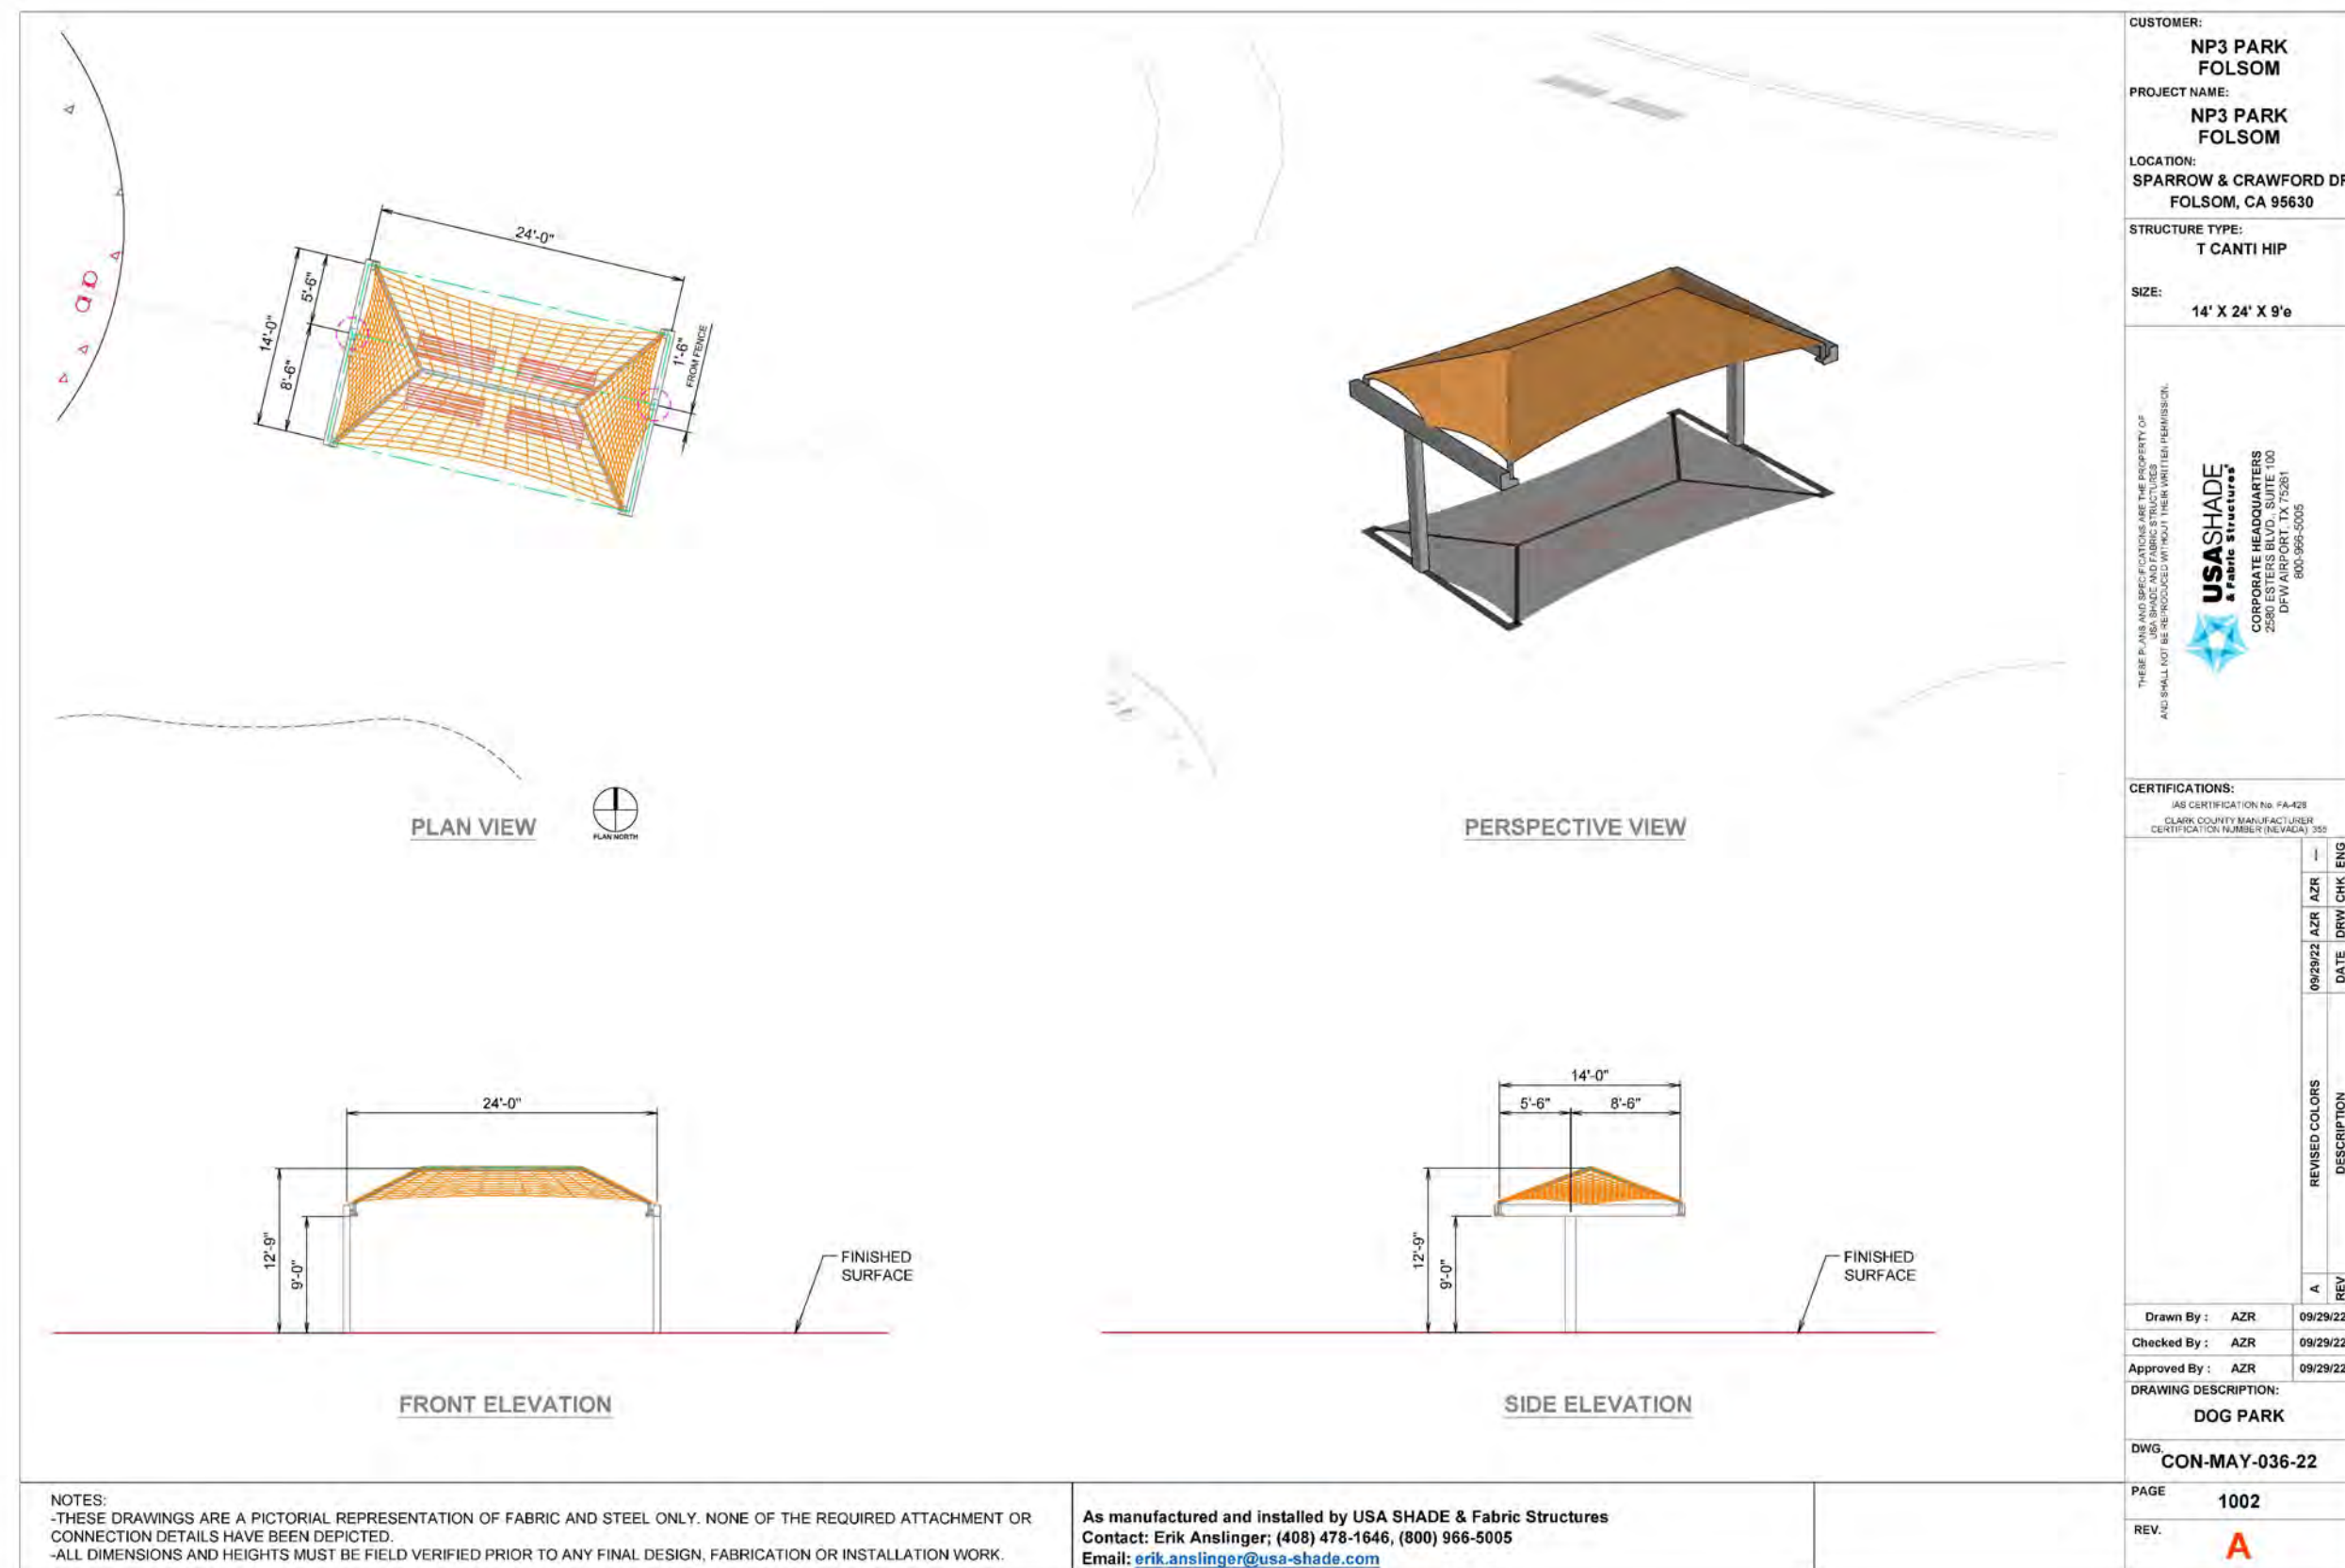 24'-0"
14'-0"
5'-6"
8'-6"
1'-6"
FROM FENCE
PLAN VIEW
PLAN NORTH
PERSPECTIVE VIEW
24'-0"
12'-9"
9'-0"
FINISHED
SURFACE
FRONT ELEVATION
14'-0"
5'-6"
8'-6"
12'-9"
9'-0"
FINISHED
SURFACE
SIDE ELEVATION
NOTES:
-THESE DRAWINGS ARE A PICTORIAL REPRESENTATION OF FABRIC AND STEEL ONLY. NONE OF THE REQUIRED ATTACHMENT OR
CONNECTION DETAILS HAVE BEEN DEPICTED.
-ALL DIMENSIONS AND HEIGHTS MUST BE FIELD VERIFIED PRIOR TO ANY FINAL DESIGN, FABRICATION OR INSTALLATION WORK.
As manufactured and installed by USA SHADE & Fabric Structures
Contact: Erik Anslinger; (408) 478-1646, (800) 966-5005
Email: erik.anslinger@usa-shade.com
CUSTOMER:
NP3 PARK
FOLSOM
PROJECT NAME:
NP3 PARK
FOLSOM
LOCATION:
SPARROW & CRAWFORD DR
FOLSOM, CA 95630
STRUCTURE TYPE:
T CANTI HIP
SIZE:
14' X 24' X 9'e
THESE PLANS AND SPECIFICATIONS ARE THE PROPERTY OF
USA SHADE AND FABRIC STRUCTURES
AND SHALL NOT BE REPRODUCED WITHOUT THEIR WRITTEN PERMISSION.
USASHADE
& Fabric Structures
CORPORATE HEADQUARTERS
2580 ESTERS BLVD., SUITE 100
DFW AIRPORT, TX 75261
800-966-5005
CERTIFICATIONS:
IAS CERTIFICATION No. FA-428
CLARK COUNTY MANUFACTURER
CERTIFICATION NUMBER (NEVADA) 355
A REVISED COLORS 09/29/22 AZR AZR —
REV DESCRIPTION DATE DRW CHK ENG
Drawn By : AZR 09/29/22
Checked By : AZR 09/29/22
Approved By : AZR 09/29/22
DRAWING DESCRIPTION:
DOG PARK
DWG.
CON-MAY-036-22
PAGE
1002
REV.
A